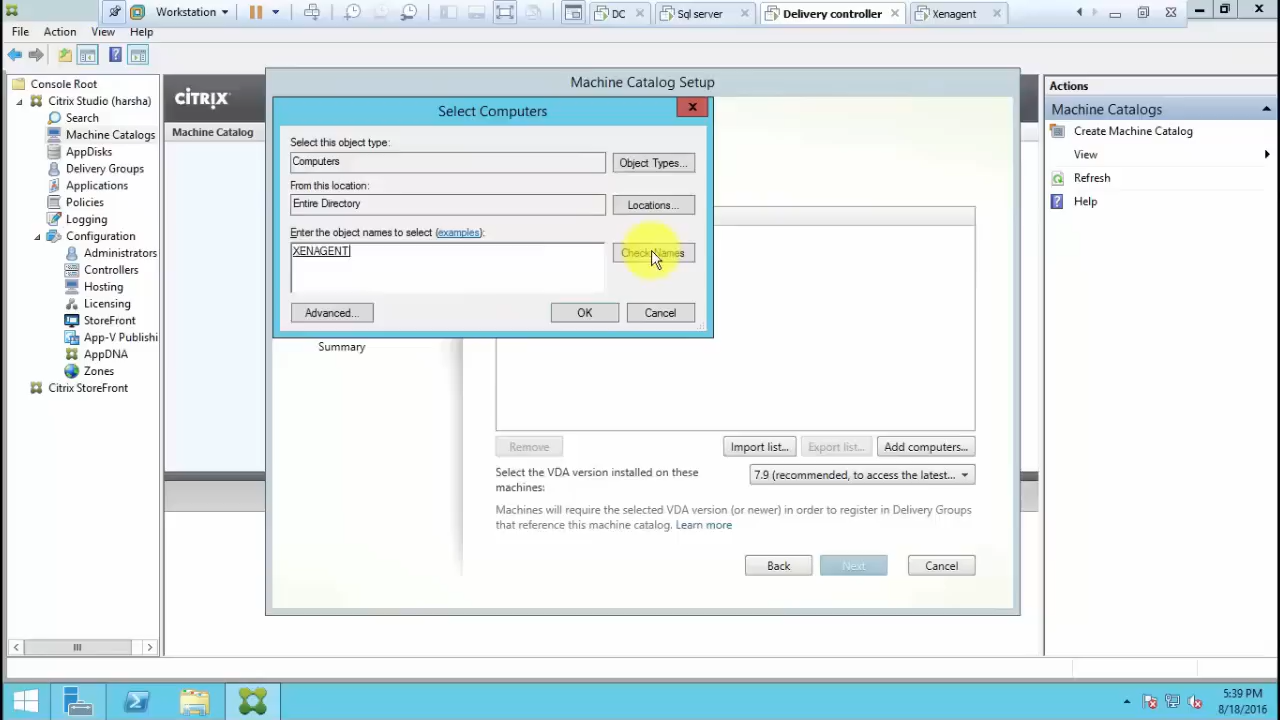 Workstation
DC
Sql server
Delivery controller
Xenagent
File Action View Help
Console Root
Citrix Studio (harsha)
Search
Machine Catalogs
AppDisks
Delivery Groups
Applications
Policies
Logging
Configuration
Administrators
Controllers
Hosting
Licensing
StoreFront
App-V Publishi
AppDNA
Zones
Citrix StoreFront
CITRIX
Machine Catalog
Machine Catalog Setup
Select Computers
Select this object type:
Computers
Object Types...
From this location:
Entire Directory
Locations...
Enter the object names to select (examples):
XENAGENT
Check Names
Advanced...
OK
Cancel
Summary
Remove
Import list...
Export list...
Add computers...
Select the VDA version installed on these
machines:
7.9 (recommended, to access the latest...
Machines will require the selected VDA version (or newer) in order to register in Delivery Groups
that reference this machine catalog. Learn more
Back
Next
Cancel
Actions
Machine Catalogs
Create Machine Catalog
View
Refresh
Help
5:39 PM
8/18/2016